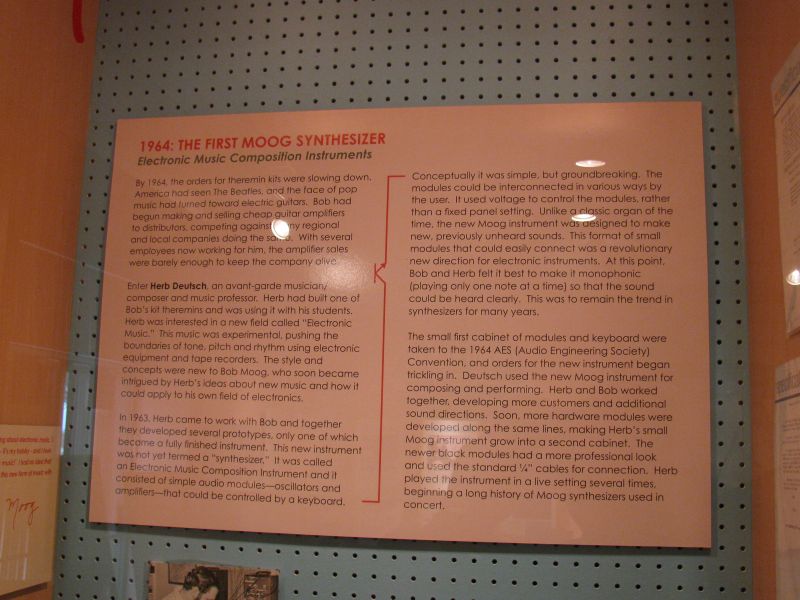 1964: THE FIRST MOOG SYNTHESIZER
Electronic Music Composition Instruments
By 1964, the orders for theremin kits were slowing down.
America had seen The Beatles, and the face of pop
music had turned toward electric guitars. Bob had
begun making and selling cheap guitar amplifiers
to distributors, competing against many regional
and local companies doing the same. With several
employees now working for him, the amplifier sales
were barely enough to keep the company alive.
Enter Herb Deutsch, an avant-garde musician/
composer and music professor. Herb had built one of
Bob's kit theremins and was using it with his students.
Herb was interested in a new field called "Electronic
Music." This music was experimental, pushing the
boundaries of tone, pitch and rhythm using electronic
equipment and tape recorders. The style and
concepts were new to Bob Moog, who soon became
intrigued by Herb's ideas about new music and how it
could apply to his own field of electronics.
In 1963, Herb came to work with Bob and together
they developed several prototypes, only one of which
became a fully finished instrument. This new instrument
was not yet termed a "synthesizer." It was called
an Electronic Music Composition Instrument and it
consisted of simple audio modules—oscillators and
amplifiers—that could be controlled by a keyboard.
Conceptually it was simple, but groundbreaking. The
modules could be interconnected in various ways by
the user. It used voltage to control the modules, rather
than a fixed panel setting. Unlike a classic organ of the
time, the new Moog instrument was designed to make
new, previously unheard sounds. This format of small
modules that could easily connect was a revolutionary
new direction for electronic instruments. At this point,
Bob and Herb felt it best to make it monophonic
(playing only one note at a time) so that the sound
could be heard clearly. This was to remain the trend in
synthesizers for many years.
The small first cabinet of modules and keyboard were
taken to the 1964 AES (Audio Engineering Society)
Convention, and orders for the new instrument began
trickling in. Deutsch used the new Moog instrument for
composing and performing. Herb and Bob worked
together, developing more customers and additional
sound directions. Soon, more hardware modules were
developed along the same lines, making Herb's small
Moog instrument grow into a second cabinet. The
newer black modules had a more professional look
and used the standard ¼" cables for connection. Herb
played the instrument in a live setting several times,
beginning a long history of Moog synthesizers used in
concert.
ing about electronic music. I
it's my hobby - and I have
music! I had no idea that
the new form of music with
Moog